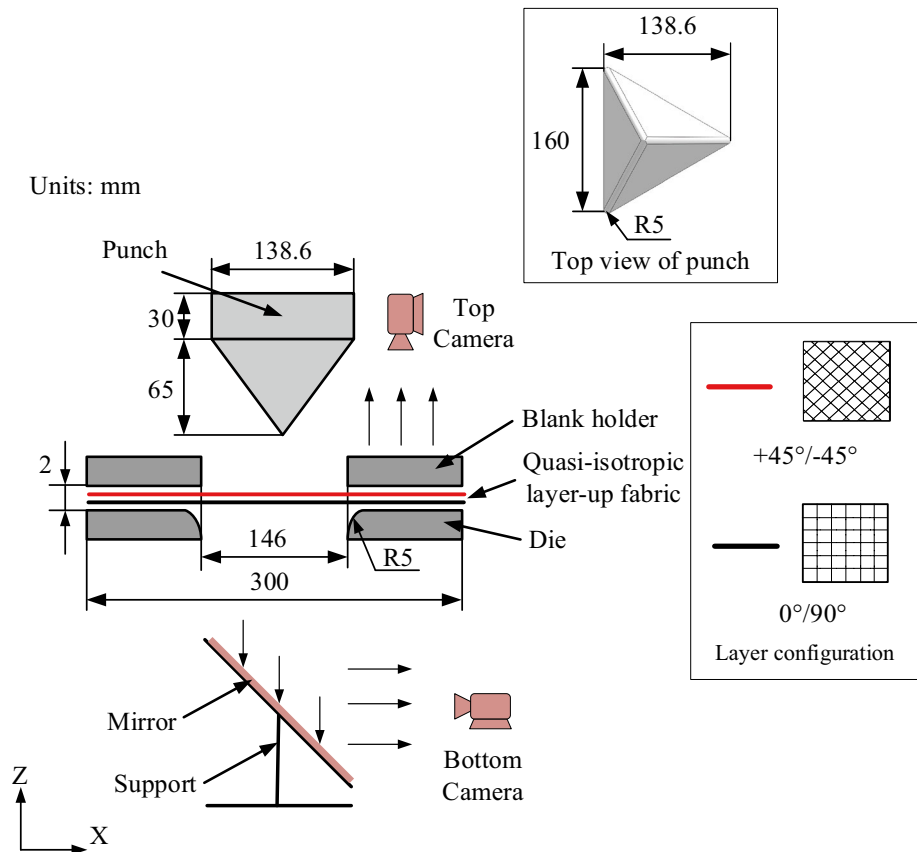 138.6
160
R5
Top view of punch
Units: mm
Punch
138.6
30
65
Top
Camera
Blank holder
Quasi-isotropic
layer-up fabric
Die
2
146
R5
300
+45°/-45°
0°/90°
Layer configuration
Mirror
Support
Bottom
Camera
Z
X